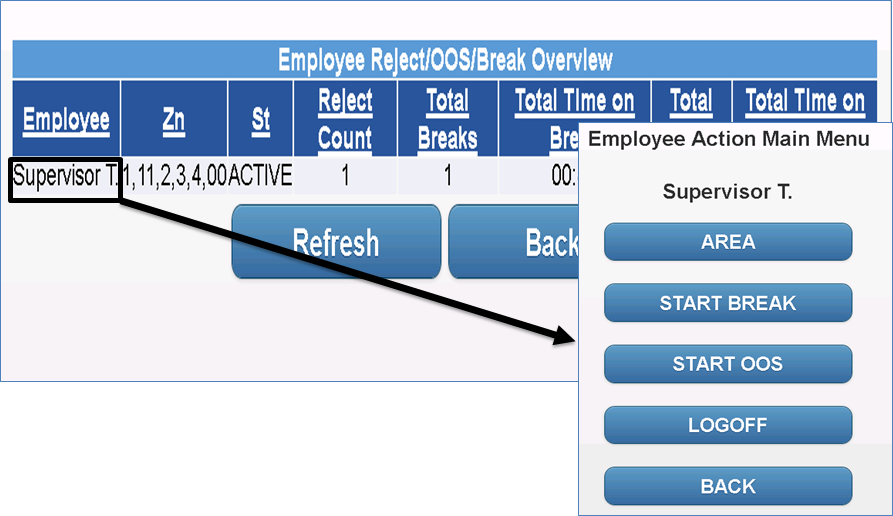 Employee Reject/OOS/Break Overview
Employee Zn St Reject Count Total Breaks Total Time on Total Total Time on
Supervisor T. 1,11,2,3,4,00 ACTIVE 1 1 00:
Refresh Back
Employee Action Main Menu
Supervisor T.
AREA
START BREAK
START OOS
LOGOFF
BACK